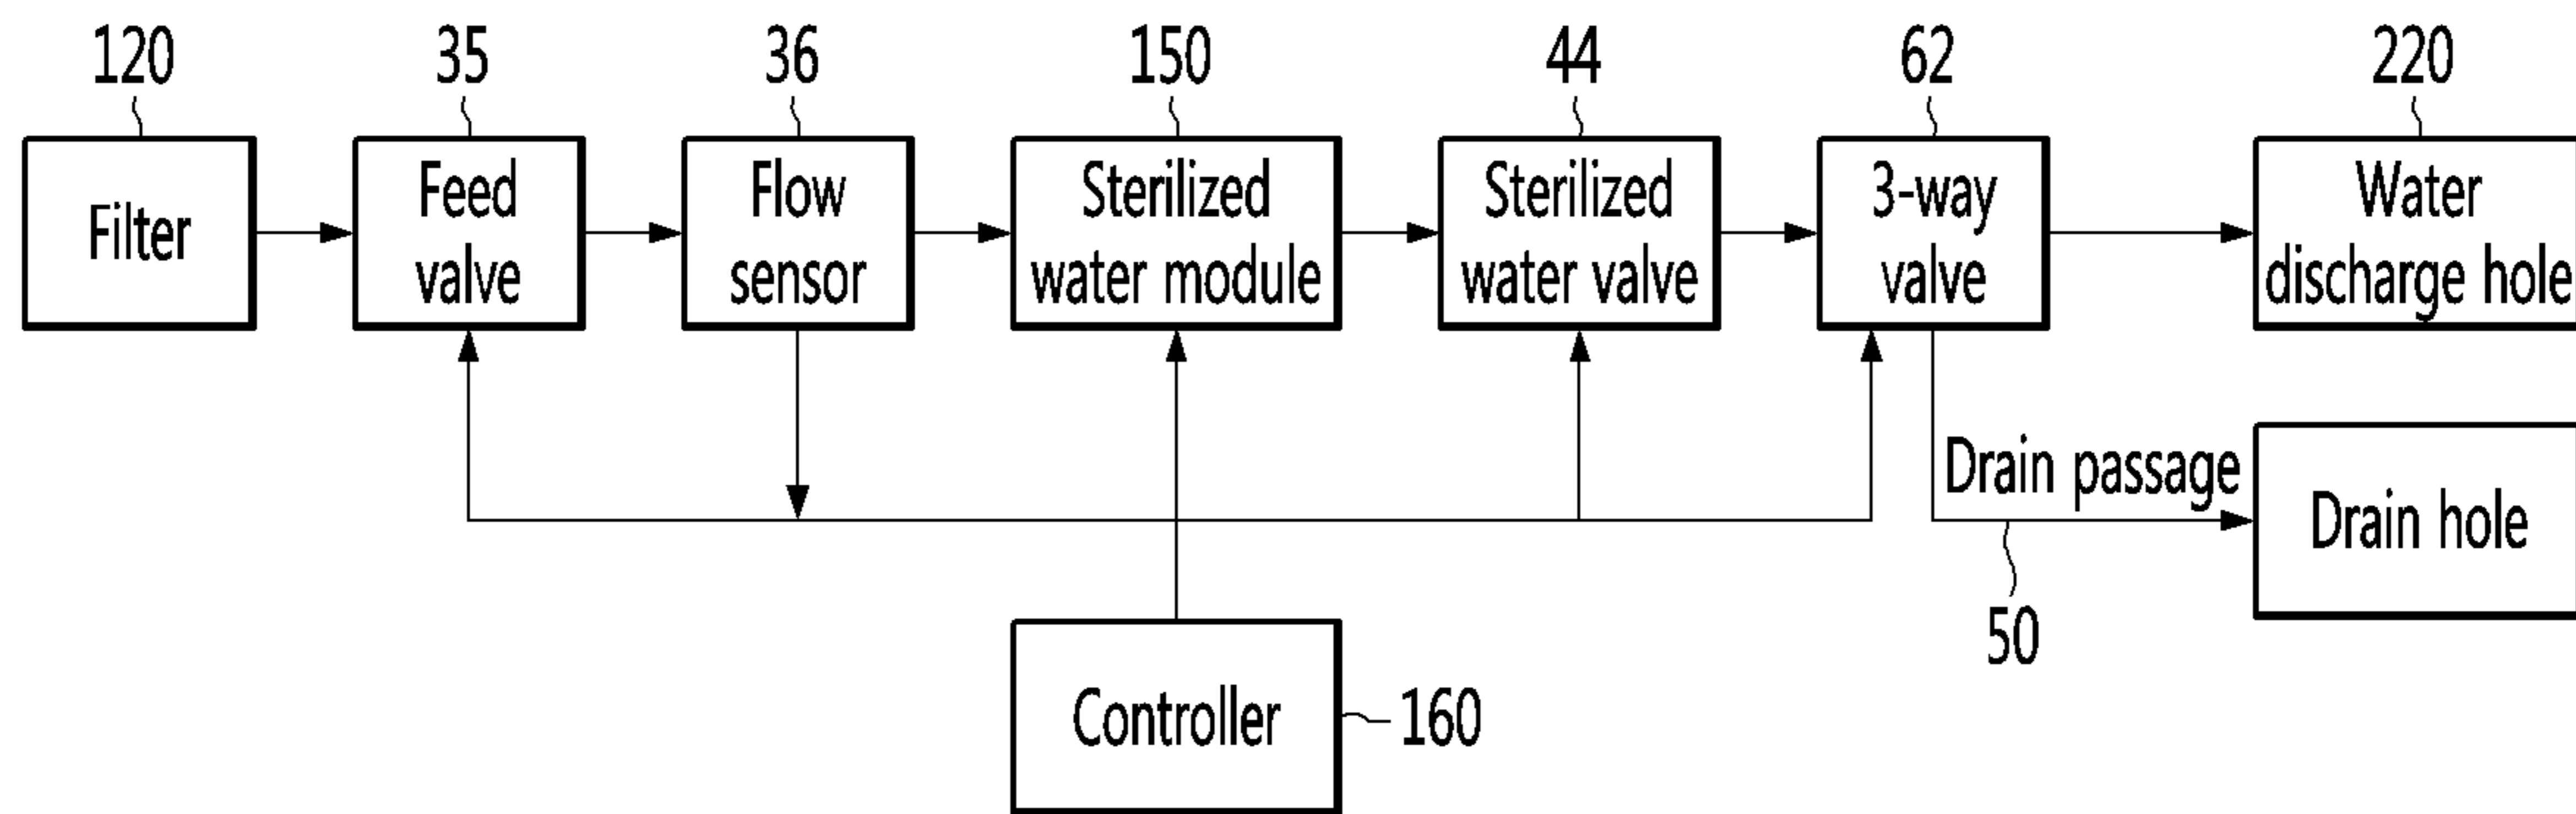 120
35
36
150
44
62
220
Filter
Feed
valve
Flow
sensor
Sterilized
water module
Sterilized
water valve
3-way
valve
Water
discharge hole
Drain passage
50
Drain hole
Controller
160